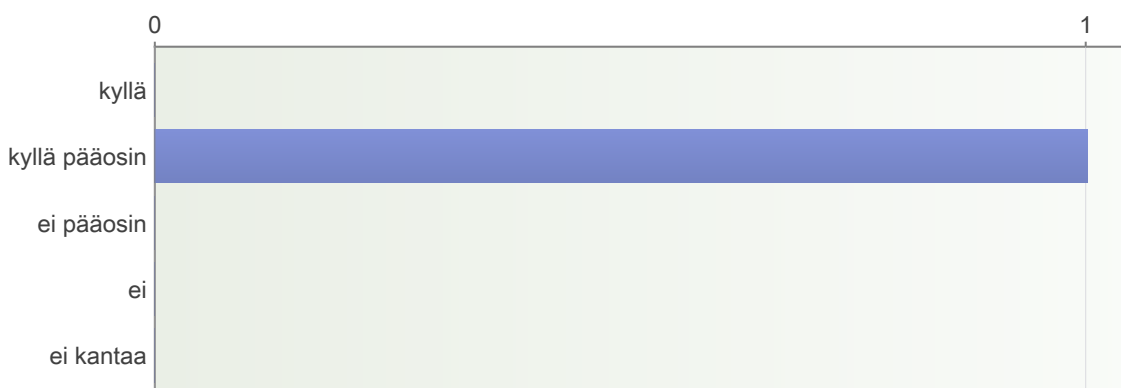 0 1
kyllä
kyllä pääosin
ei pääosin
ei
ei kantaa